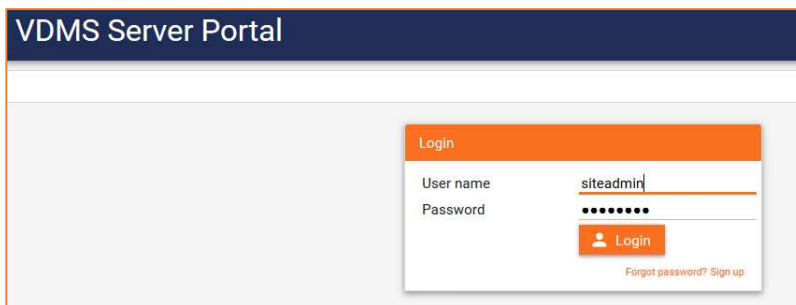 VDMS Server Portal
Login
User name siteadmin
Password ••••••••
Login
Forgot password? Sign up